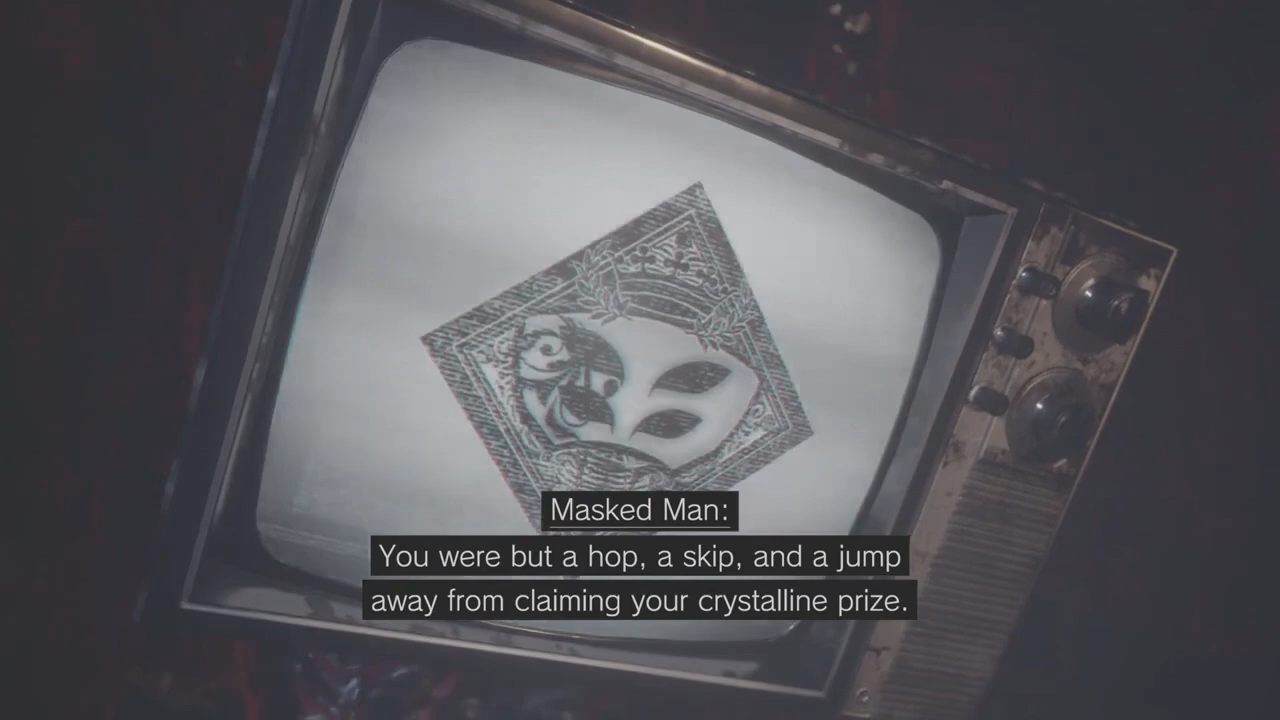 Masked Man:
You were but a hop, a skip, and a jump
away from claiming your crystalline prize.